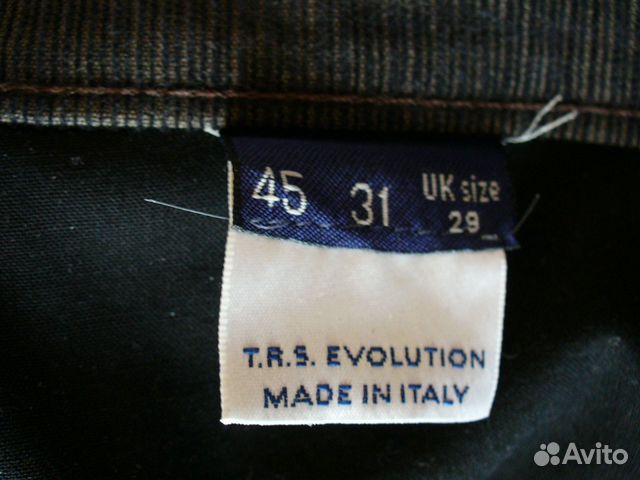 45 31 UK size
29
T.R.S. EVOLUTION
MADE IN ITALY
Avito